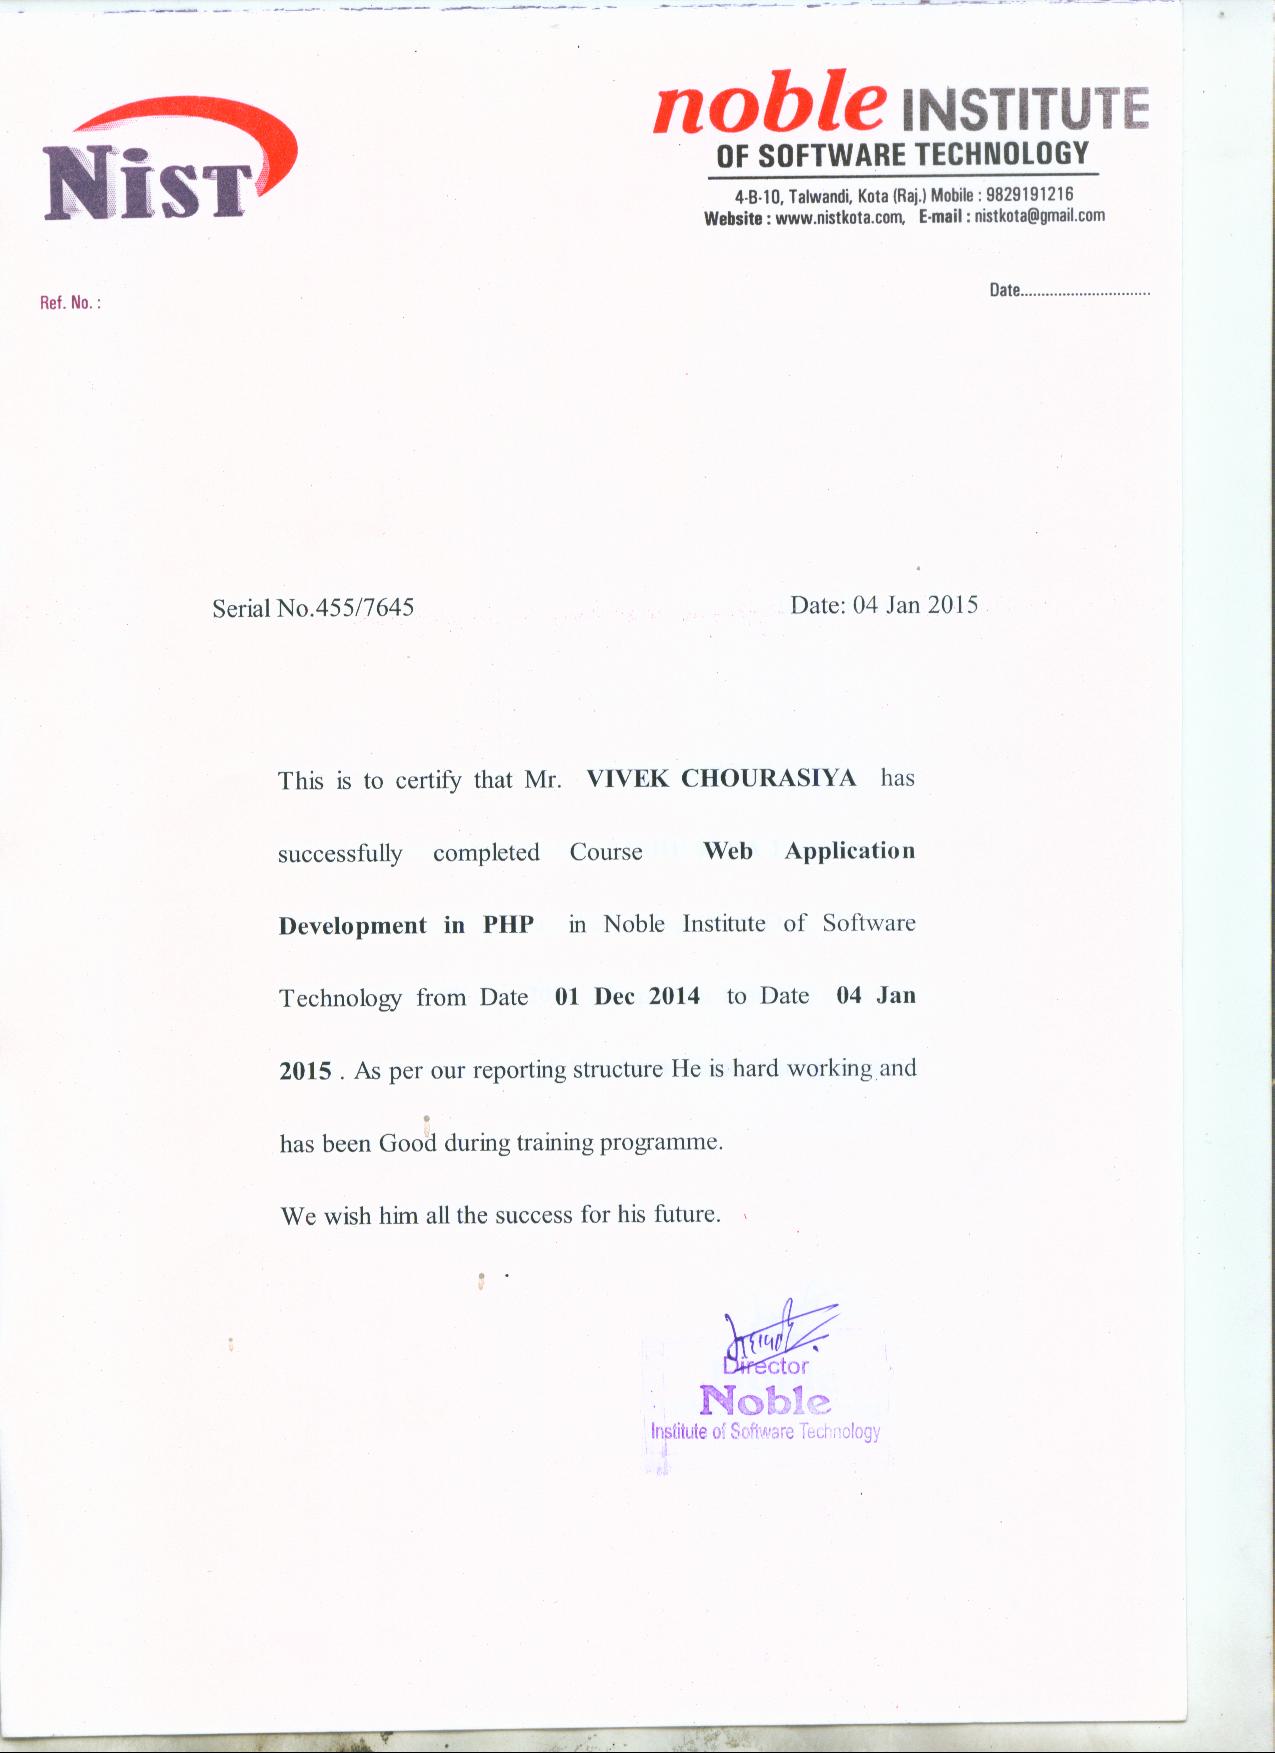 NiST
noble INSTITUTE
OF SOFTWARE TECHNOLOGY
4-B-10, Talwandi, Kota (Raj.) Mobile : 9829191216
Website : www.nistkota.com, E-mail : nistkota@gmail.com
Ref. No. :
Date...............................
Serial No.455/7645
Date: 04 Jan 2015
This is to certify that Mr. VIVEK CHOURASIYA has
successfully completed Course Web Application
Development in PHP in Noble Institute of Software
Technology from Date 01 Dec 2014 to Date 04 Jan
2015 . As per our reporting structure He is hard working and
has been Good during training programme.
We wish him all the success for his future.
Director
Noble
Institute of Software Technology